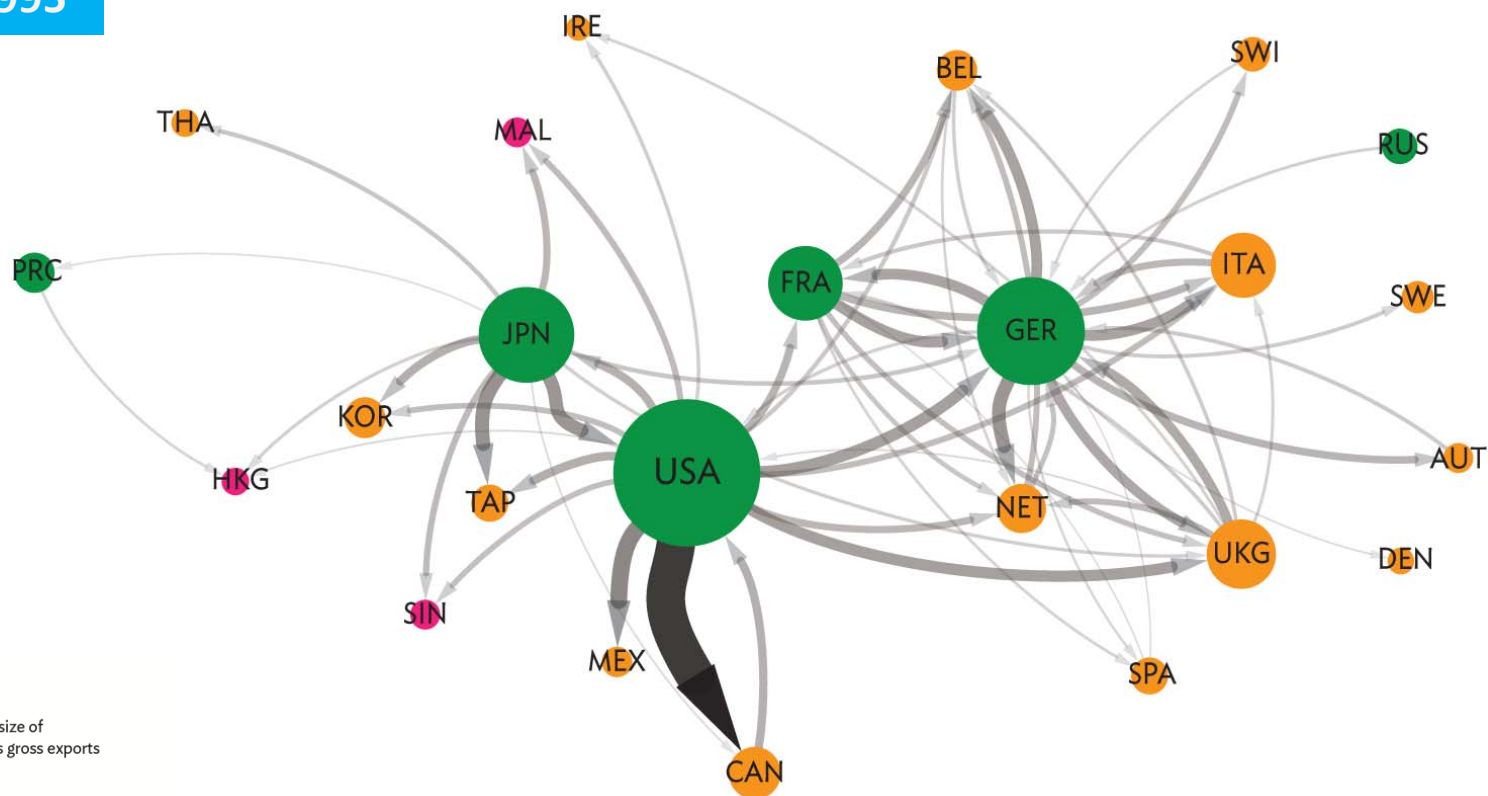 IRE
BEL
SWI
THA
MAL
RUS
PRC
FRA
ITA
SWE
JPN
GER
KOR
USA
HKG
TAP
NET
AUT
UKG
DEN
SIN
MEX
SPA
CAN
size of
s gross exports